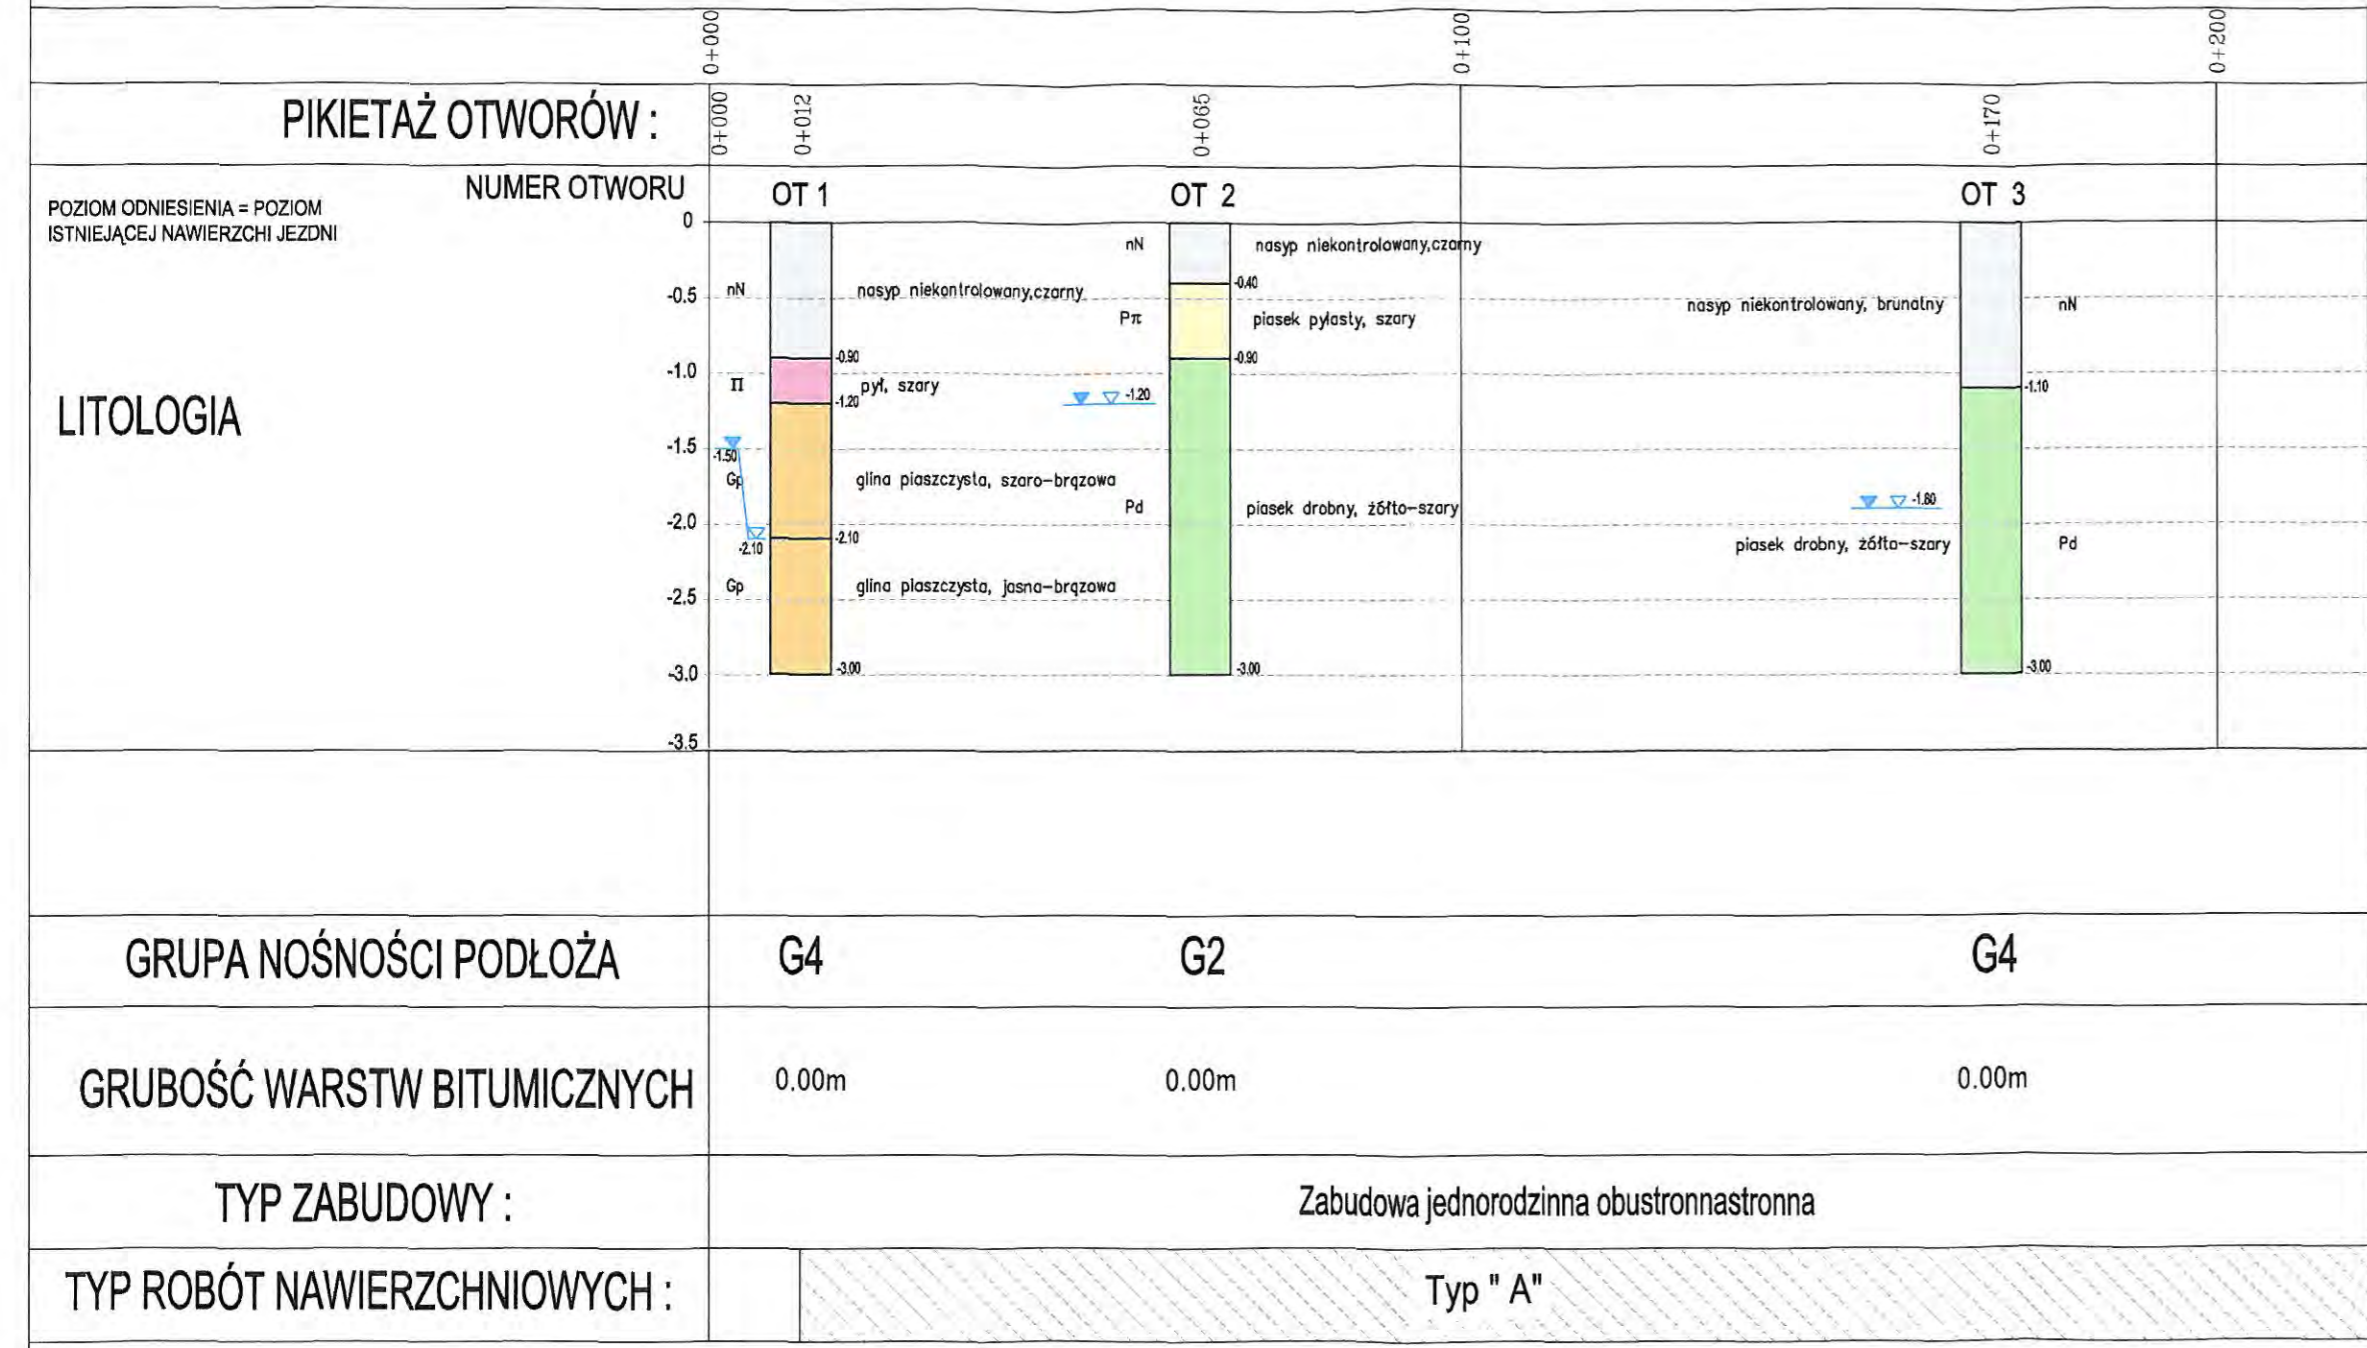 0+000 0+100 0+200
PIKIETAŻ OTWORÓW : 0+000 0+012 0+065 0+170
NUMER OTWORU OT 1 OT 2 OT 3
POZIOM ODNIESIENIA = POZIOM
ISTNIEJĄCEJ NAWIERZCHI JEZDNI
0
nN nasyp niekontrolowany,czarny
-0.40
-0.5 nN nasyp niekontrolowany,czarny
nasyp niekontrolowany, brunatny nN
Pπ piasek pylasty, szary
-0.90 -0.90
-1.0 Π pył, szary -1.10
-1.20 -1.20
LITOLOGIA
-1.5 -1.50
Gp glina piaszczysta, szaro-brązowa
Pd piasek drobny, żółto-szary
-2.0
-2.10 -2.10
piasek drobny, żółto-szary Pd
-2.5 Gp glina piaszczysta, jasna-brązowa
-3.0 -3.00 -3.00 -3.00
-3.5
GRUPA NOŚNOŚCI PODŁOŻA G4 G2 G4
GRUBOŚĆ WARSTW BITUMICZNYCH 0.00m 0.00m 0.00m
TYP ZABUDOWY : Zabudowa jednorodzinna obustronnastronna
TYP ROBÓT NAWIERZCHNIOWYCH : Typ " A"